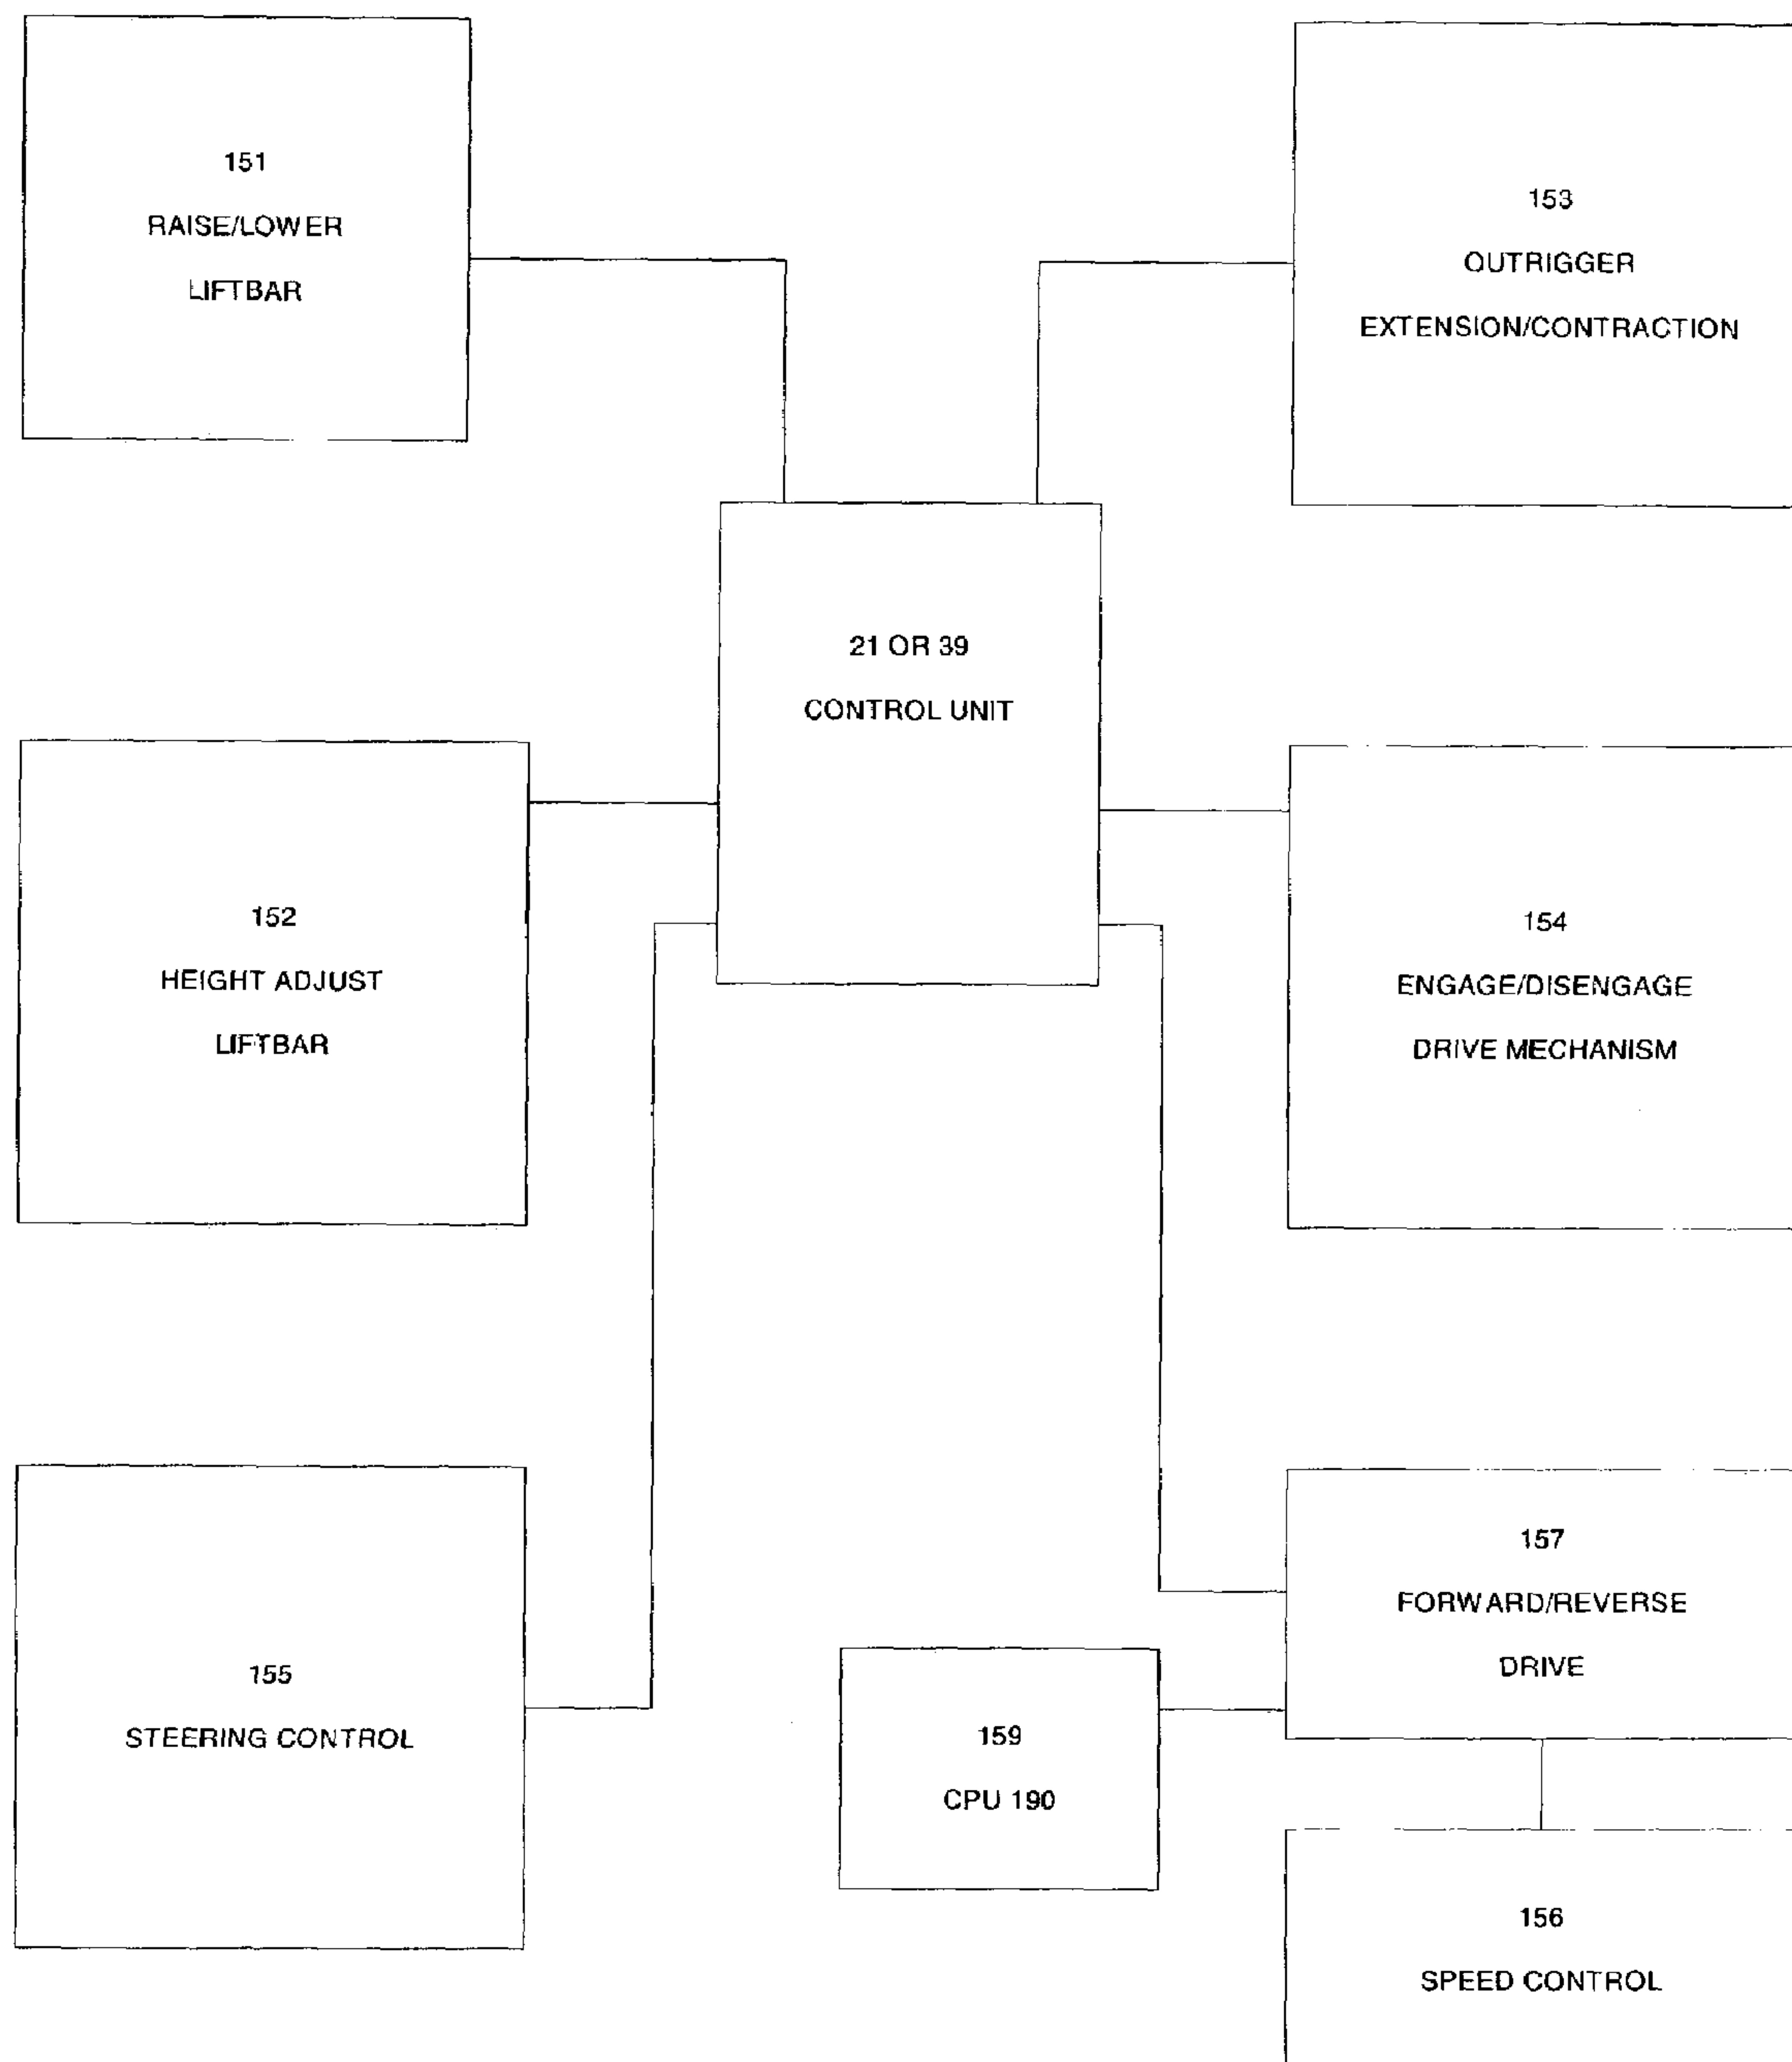 151
RAISE/LOWER
LIFTBAR
153
OUTRIGGER
EXTENSION/CONTRACTION
21 OR 39
CONTROL UNIT
152
HEIGHT ADJUST
LIFTBAR
154
ENGAGE/DISENGAGE
DRIVE MECHANISM
155
STEERING CONTROL
157
FORWARD/REVERSE
DRIVE
159
CPU 190
156
SPEED CONTROL